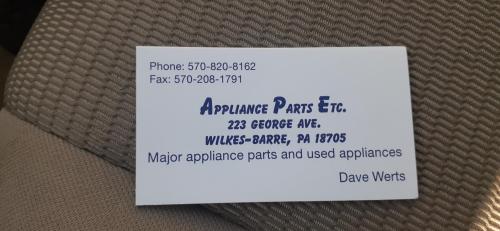 Phone: 570-820-8162
Fax: 570-208-1791
Appliance Parts Etc.
223 GEORGE AVE.
WILKES-BARRE, PA 18705
Major appliance parts and used appliances
Dave Werts